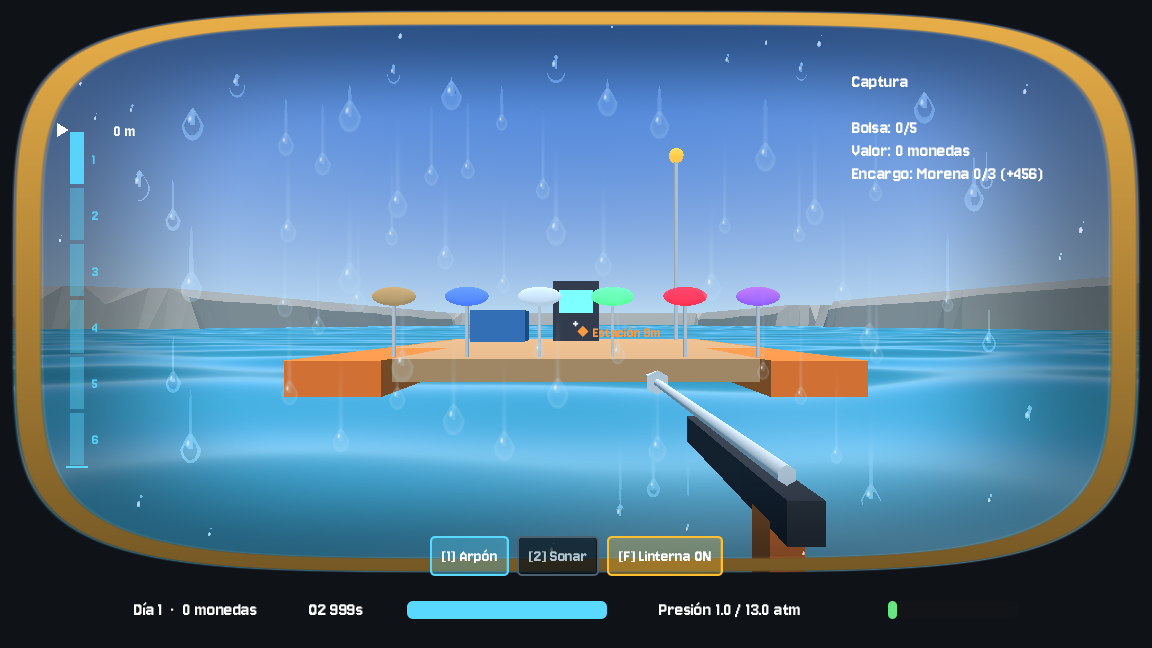 Captura
0 m
Bolsa: 0/5
1
Valor: 0 monedas
Encargo: Morena 0/3 (+456)
2
3
4
Estación 5m
5
6
[1] Arpón
[2] Sonar
[F] Linterna ON
Día 1 · 0 monedas
O2 999s
Presión 1.0 / 13.0 atm